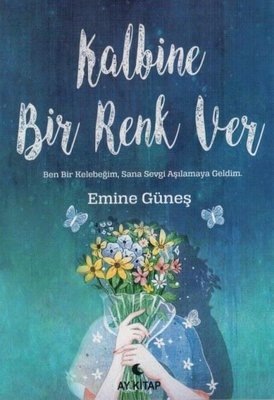 Kalbine
Bir Renk Ver
Ben Bir Kelebeğim, Sana Sevgi Aşılamaya Geldim.
Emine Güneş
AY KİTAP